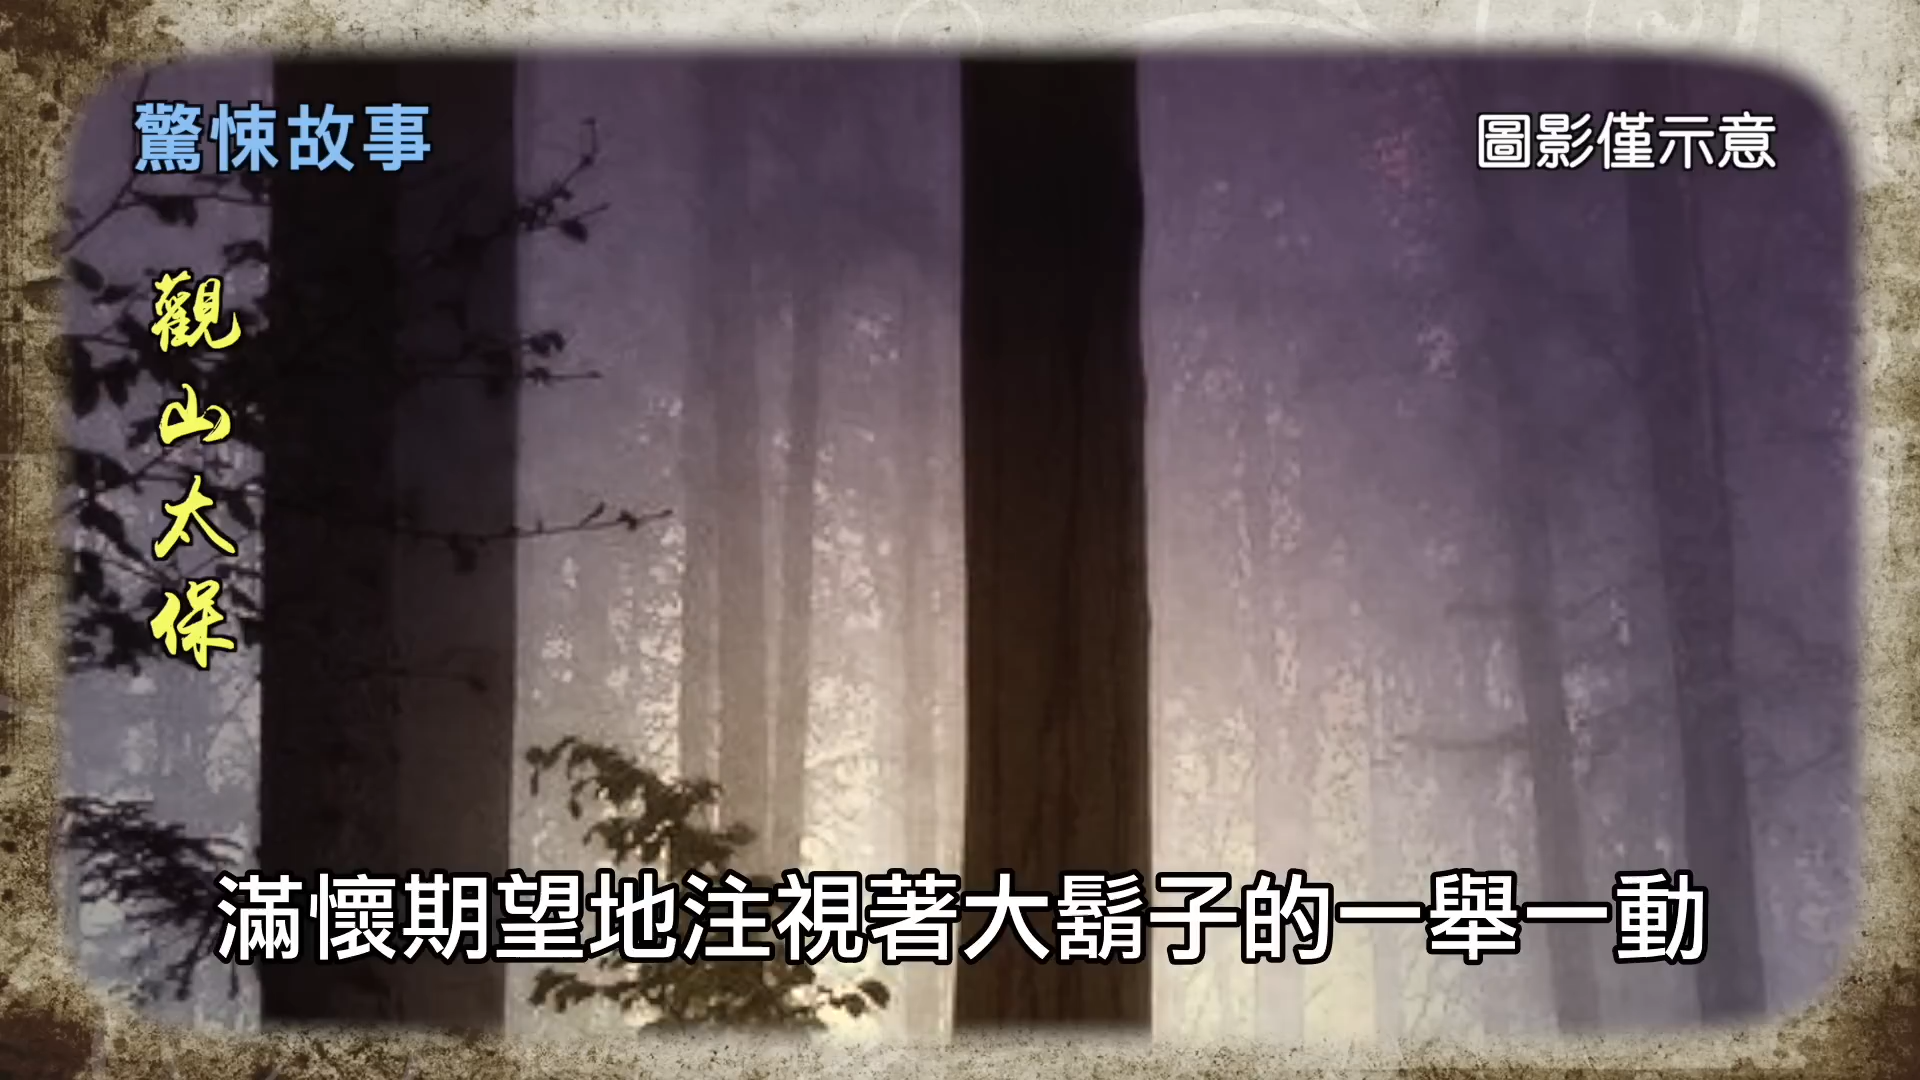 驚悚故事
圖影僅示意
觀山太保
滿懷期望地注視著大鬍子的一舉一動